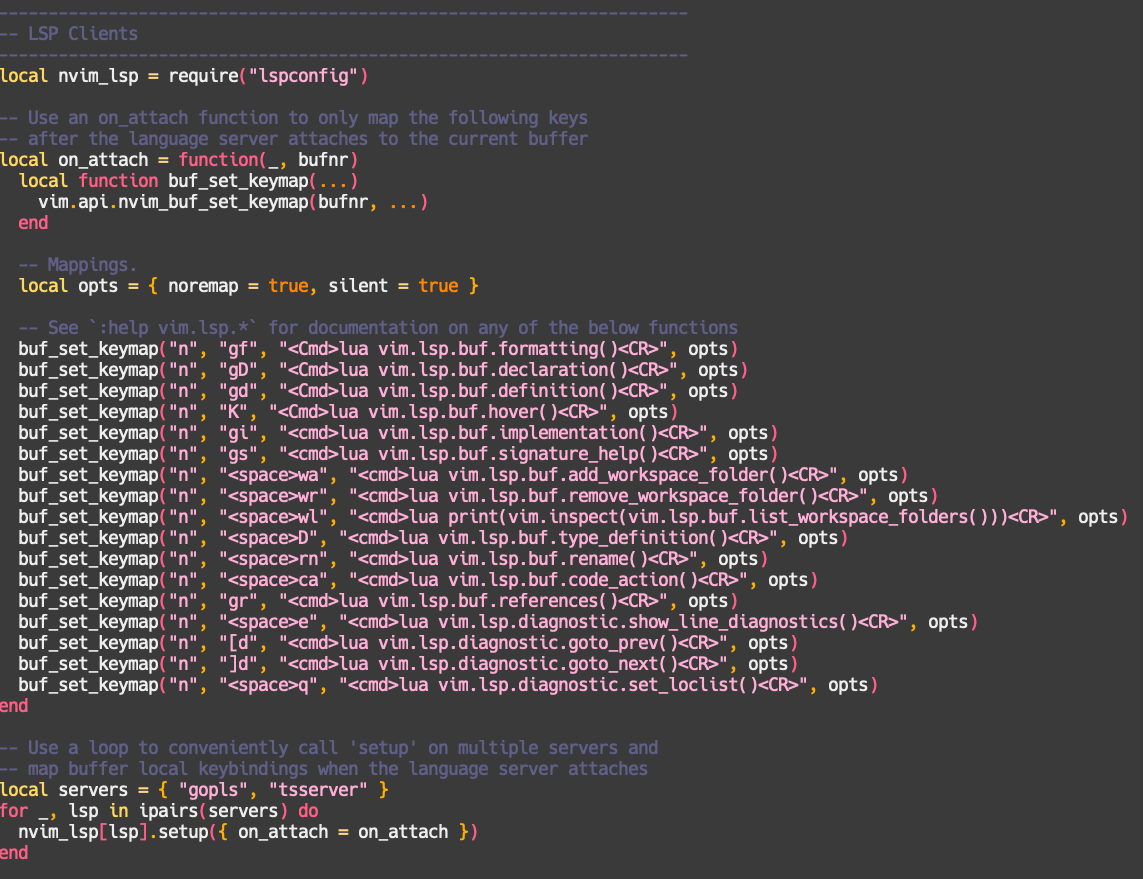 ---------------------------------------------------------------------
-- LSP Clients
---------------------------------------------------------------------
local nvim_lsp = require("lspconfig")

-- Use an on_attach function to only map the following keys
-- after the language server attaches to the current buffer
local on_attach = function(_, bufnr)
  local function buf_set_keymap(...)
    vim.api.nvim_buf_set_keymap(bufnr, ...)
  end

  -- Mappings.
  local opts = { noremap = true, silent = true }

  -- See `:help vim.lsp.*` for documentation on any of the below functions
  buf_set_keymap("n", "gf", "<Cmd>lua vim.lsp.buf.formatting()<CR>", opts)
  buf_set_keymap("n", "gD", "<Cmd>lua vim.lsp.buf.declaration()<CR>", opts)
  buf_set_keymap("n", "gd", "<Cmd>lua vim.lsp.buf.definition()<CR>", opts)
  buf_set_keymap("n", "K", "<Cmd>lua vim.lsp.buf.hover()<CR>", opts)
  buf_set_keymap("n", "gi", "<cmd>lua vim.lsp.buf.implementation()<CR>", opts)
  buf_set_keymap("n", "gs", "<cmd>lua vim.lsp.buf.signature_help()<CR>", opts)
  buf_set_keymap("n", "<space>wa", "<cmd>lua vim.lsp.buf.add_workspace_folder()<CR>", opts)
  buf_set_keymap("n", "<space>wr", "<cmd>lua vim.lsp.buf.remove_workspace_folder()<CR>", opts)
  buf_set_keymap("n", "<space>wl", "<cmd>lua print(vim.inspect(vim.lsp.buf.list_workspace_folders()))<CR>", opts)
  buf_set_keymap("n", "<space>D", "<cmd>lua vim.lsp.buf.type_definition()<CR>", opts)
  buf_set_keymap("n", "<space>rn", "<cmd>lua vim.lsp.buf.rename()<CR>", opts)
  buf_set_keymap("n", "<space>ca", "<cmd>lua vim.lsp.buf.code_action()<CR>", opts)
  buf_set_keymap("n", "gr", "<cmd>lua vim.lsp.buf.references()<CR>", opts)
  buf_set_keymap("n", "<space>e", "<cmd>lua vim.lsp.diagnostic.show_line_diagnostics()<CR>", opts)
  buf_set_keymap("n", "[d", "<cmd>lua vim.lsp.diagnostic.goto_prev()<CR>", opts)
  buf_set_keymap("n", "]d", "<cmd>lua vim.lsp.diagnostic.goto_next()<CR>", opts)
  buf_set_keymap("n", "<space>q", "<cmd>lua vim.lsp.diagnostic.set_loclist()<CR>", opts)
end

-- Use a loop to conveniently call 'setup' on multiple servers and
-- map buffer local keybindings when the language server attaches
local servers = { "gopls", "tsserver" }
for _, lsp in ipairs(servers) do
  nvim_lsp[lsp].setup({ on_attach = on_attach })
end